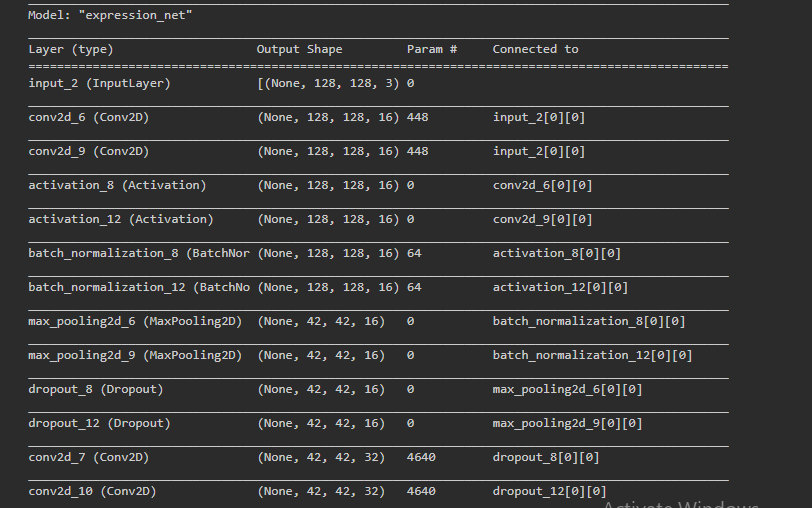 Model: "expression_net"
Layer (type) Output Shape Param # Connected to
==================================================================================================
input_2 (InputLayer) [(None, 128, 128, 3) 0
conv2d_6 (Conv2D) (None, 128, 128, 16) 448 input_2[0][0]
conv2d_9 (Conv2D) (None, 128, 128, 16) 448 input_2[0][0]
activation_8 (Activation) (None, 128, 128, 16) 0 conv2d_6[0][0]
activation_12 (Activation) (None, 128, 128, 16) 0 conv2d_9[0][0]
batch_normalization_8 (BatchNor (None, 128, 128, 16) 64 activation_8[0][0]
batch_normalization_12 (BatchNo (None, 128, 128, 16) 64 activation_12[0][0]
max_pooling2d_6 (MaxPooling2D) (None, 42, 42, 16) 0 batch_normalization_8[0][0]
max_pooling2d_9 (MaxPooling2D) (None, 42, 42, 16) 0 batch_normalization_12[0][0]
dropout_8 (Dropout) (None, 42, 42, 16) 0 max_pooling2d_6[0][0]
dropout_12 (Dropout) (None, 42, 42, 16) 0 max_pooling2d_9[0][0]
conv2d_7 (Conv2D) (None, 42, 42, 32) 4640 dropout_8[0][0]
conv2d_10 (Conv2D) (None, 42, 42, 32) 4640 dropout_12[0][0]
Activate Windows